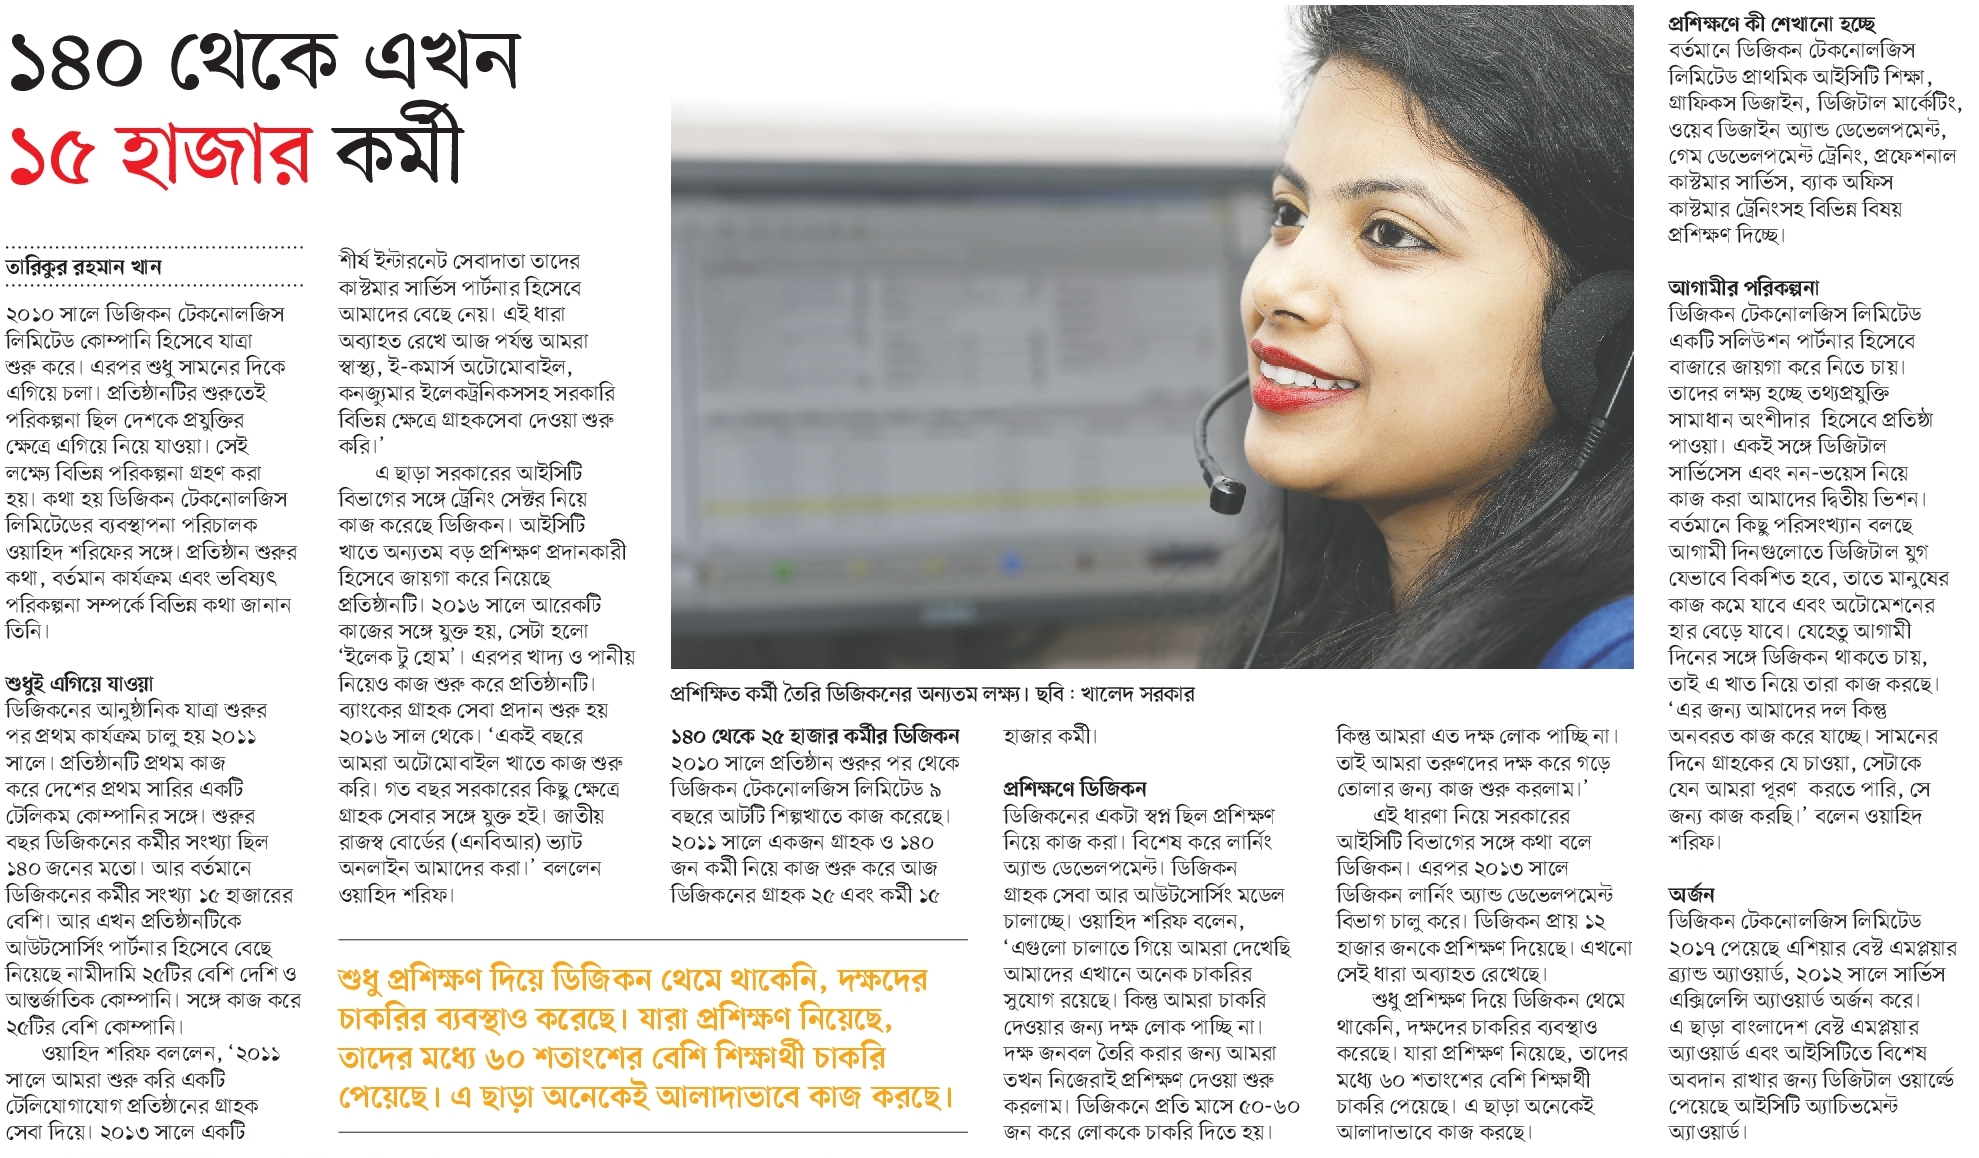 ১৪০ থেকে এখন
১৫ হাজার কর্মী
তারিকুর রহমান খান
২০১০ সালে ডিজিকন টেকনোলজিস
লিমিটেড কোম্পানি হিসেবে যাত্রা
শুরু করে। এরপর শুধু সামনের দিকে
এগিয়ে চলা। প্রতিষ্ঠানটির শুরুতেই
পরিকল্পনা ছিল দেশকে প্রযুক্তির
ক্ষেত্রে এগিয়ে নিয়ে যাওয়া। সেই
লক্ষ্যে বিভিন্ন পরিকল্পনা গ্রহণ করা
হয়। কথা হয় ডিজিকন টেকনোলজিস
লিমিটেডের ব্যবস্থাপনা পরিচালক
ওয়াহিদ শরিফের সঙ্গে। প্রতিষ্ঠান শুরুর
কথা, বর্তমান কার্যক্রম এবং ভবিষ্যৎ
পরিকল্পনা সম্পর্কে বিভিন্ন কথা জানান
তিনি।
শুধুই এগিয়ে যাওয়া
ডিজিকনের আনুষ্ঠানিক যাত্রা শুরুর
পর প্রথম কার্যক্রম চালু হয় ২০১১
সালে। প্রতিষ্ঠানটি প্রথম কাজ
করে দেশের প্রথম সারির একটি
টেলিকম কোম্পানির সঙ্গে। শুরুর
বছর ডিজিকনের কর্মীর সংখ্যা ছিল
১৪০ জনের মতো। আর বর্তমানে
ডিজিকনের কর্মীর সংখ্যা ১৫ হাজারের
বেশি। আর এখন প্রতিষ্ঠানটিকে
আউটসোর্সিং পার্টনার হিসেবে বেছে
নিয়েছে নামীদামি ২৫টির বেশি দেশি ও
আন্তর্জাতিক কোম্পানি। সঙ্গে কাজ করে
২৫টির বেশি কোম্পানি।
ওয়াহিদ শরিফ বললেন, ‘২০১১
সালে আমরা শুরু করি একটি
টেলিযোগাযোগ প্রতিষ্ঠানের গ্রাহক
সেবা দিয়ে। ২০১৩ সালে একটি
শীর্ষ ইন্টারনেট সেবাদাতা তাদের
কাস্টমার সার্ভিস পার্টনার হিসেবে
আমাদের বেছে নেয়। এই ধারা
অব্যাহত রেখে আজ পর্যন্ত আমরা
স্বাস্থ্য, ই-কমার্স অটোমোবাইল,
কনজ্যুমার ইলেকট্রনিকসসহ সরকারি
বিভিন্ন ক্ষেত্রে গ্রাহকসেবা দেওয়া শুরু
করি।’
এ ছাড়া সরকারের আইসিটি
বিভাগের সঙ্গে ট্রেনিং সেক্টর নিয়ে
কাজ করেছে ডিজিকন। আইসিটি
খাতে অন্যতম বড় প্রশিক্ষণ প্রদানকারী
হিসেবে জায়গা করে নিয়েছে
প্রতিষ্ঠানটি। ২০১৬ সালে আরেকটি
কাজের সঙ্গে যুক্ত হয়, সেটা হলো
‘ইলেক টু হোম’। এরপর খাদ্য ও পানীয়
নিয়েও কাজ শুরু করে প্রতিষ্ঠানটি।
ব্যাংকের গ্রাহক সেবা প্রদান শুরু হয়
২০১৬ সাল থেকে। ‘একই বছরে
আমরা অটোমোবাইল খাতে কাজ শুরু
করি। গত বছর সরকারের কিছু ক্ষেত্রে
গ্রাহক সেবার সঙ্গে যুক্ত হই। জাতীয়
রাজস্ব বোর্ডের (এনবিআর) ভ্যাট
অনলাইন আমাদের করা।’ বললেন
ওয়াহিদ শরিফ।
প্রশিক্ষিত কর্মী তৈরি ডিজিকনের অন্যতম লক্ষ্য। ছবি : খালেদ সরকার
১৪০ থেকে ২৫ হাজার কর্মীর ডিজিকন
২০১০ সালে প্রতিষ্ঠান শুরুর পর থেকে
ডিজিকন টেকনোলজিস লিমিটেড ৯
বছরে আটটি শিল্পখাতে কাজ করেছে।
২০১১ সালে একজন গ্রাহক ও ১৪০
জন কর্মী নিয়ে কাজ শুরু করে আজ
ডিজিকনের গ্রাহক ২৫ এবং কর্মী ১৫
হাজার কর্মী।
প্রশিক্ষণে ডিজিকন
ডিজিকনের একটা স্বপ্ন ছিল প্রশিক্ষণ
নিয়ে কাজ করা। বিশেষ করে লার্নিং
অ্যান্ড ডেভেলপমেন্ট। ডিজিকন
গ্রাহক সেবা আর আউটসোর্সিং মডেল
চালাচ্ছে। ওয়াহিদ শরিফ বলেন,
‘এগুলো চালাতে গিয়ে আমরা দেখেছি
আমাদের এখানে অনেক চাকরির
সুযোগ রয়েছে। কিন্তু আমরা চাকরি
দেওয়ার জন্য দক্ষ লোক পাচ্ছি না।
দক্ষ জনবল তৈরি করার জন্য আমরা
তখন নিজেরাই প্রশিক্ষণ দেওয়া শুরু
করলাম। ডিজিকনে প্রতি মাসে ৫০-৬০
জন করে লোককে চাকরি দিতে হয়।
কিন্তু আমরা এত দক্ষ লোক পাচ্ছি না।
তাই আমরা তরুণদের দক্ষ করে গড়ে
তোলার জন্য কাজ শুরু করলাম।’
এই ধারণা নিয়ে সরকারের
আইসিটি বিভাগের সঙ্গে কথা বলে
ডিজিকন। এরপর ২০১৩ সালে
ডিজিকন লার্নিং অ্যান্ড ডেভেলপমেন্ট
বিভাগ চালু করে। ডিজিকন প্রায় ১২
হাজার জনকে প্রশিক্ষণ দিয়েছে। এখনো
সেই ধারা অব্যাহত রেখেছে।
শুধু প্রশিক্ষণ দিয়ে ডিজিকন থেমে
থাকেনি, দক্ষদের চাকরির ব্যবস্থাও
করেছে। যারা প্রশিক্ষণ নিয়েছে, তাদের
মধ্যে ৬০ শতাংশের বেশি শিক্ষার্থী
চাকরি পেয়েছে। এ ছাড়া অনেকেই
আলাদাভাবে কাজ করছে।
শুধু প্রশিক্ষণ দিয়ে ডিজিকন থেমে থাকেনি, দক্ষদের
চাকরির ব্যবস্থাও করেছে। যারা প্রশিক্ষণ নিয়েছে,
তাদের মধ্যে ৬০ শতাংশের বেশি শিক্ষার্থী চাকরি
পেয়েছে। এ ছাড়া অনেকেই আলাদাভাবে কাজ করছে।
প্রশিক্ষণে কী শেখানো হচ্ছে
বর্তমানে ডিজিকন টেকনোলজিস
লিমিটেড প্রাথমিক আইসিটি শিক্ষা,
গ্রাফিকস ডিজাইন, ডিজিটাল মার্কেটিং,
ওয়েব ডিজাইন অ্যান্ড ডেভেলপমেন্ট,
গেম ডেভেলপমেন্ট ট্রেনিং, প্রফেশনাল
কাস্টমার সার্ভিস, ব্যাক অফিস
কাস্টমার ট্রেনিংসহ বিভিন্ন বিষয়
প্রশিক্ষণ দিচ্ছে।
আগামীর পরিকল্পনা
ডিজিকন টেকনোলজিস লিমিটেড
একটি সলিউশন পার্টনার হিসেবে
বাজারে জায়গা করে নিতে চায়।
তাদের লক্ষ্য হচ্ছে তথ্যপ্রযুক্তি
সামাধান অংশীদার হিসেবে প্রতিষ্ঠা
পাওয়া। একই সঙ্গে ডিজিটাল
সার্ভিসেস এবং নন-ভয়েস নিয়ে
কাজ করা আমাদের দ্বিতীয় ভিশন।
বর্তমানে কিছু পরিসংখ্যান বলছে
আগামী দিনগুলোতে ডিজিটাল যুগ
যেভাবে বিকশিত হবে, তাতে মানুষের
কাজ কমে যাবে এবং অটোমেশনের
হার বেড়ে যাবে। যেহেতু আগামী
দিনের সঙ্গে ডিজিকন থাকতে চায়,
তাই এ খাত নিয়ে তারা কাজ করছে।
‘এর জন্য আমাদের দল কিন্তু
অনবরত কাজ করে যাচ্ছে। সামনের
দিনে গ্রাহকের যে চাওয়া, সেটাকে
যেন আমরা পূরণ করতে পারি, সে
জন্য কাজ করছি।’ বলেন ওয়াহিদ
শরিফ।
অর্জন
ডিজিকন টেকনোলজিস লিমিটেড
২০১৭ পেয়েছে এশিয়ার বেস্ট এমপ্লয়ার
ব্র্যান্ড অ্যাওয়ার্ড, ২০১২ সালে সার্ভিস
এক্সিলেন্সি অ্যাওয়ার্ড অর্জন করে।
এ ছাড়া বাংলাদেশ বেস্ট এমপ্লয়ার
অ্যাওয়ার্ড এবং আইসিটিতে বিশেষ
অবদান রাখার জন্য ডিজিটাল ওয়ার্ল্ডে
পেয়েছে আইসিটি অ্যাচিভমেন্ট
অ্যাওয়ার্ড।